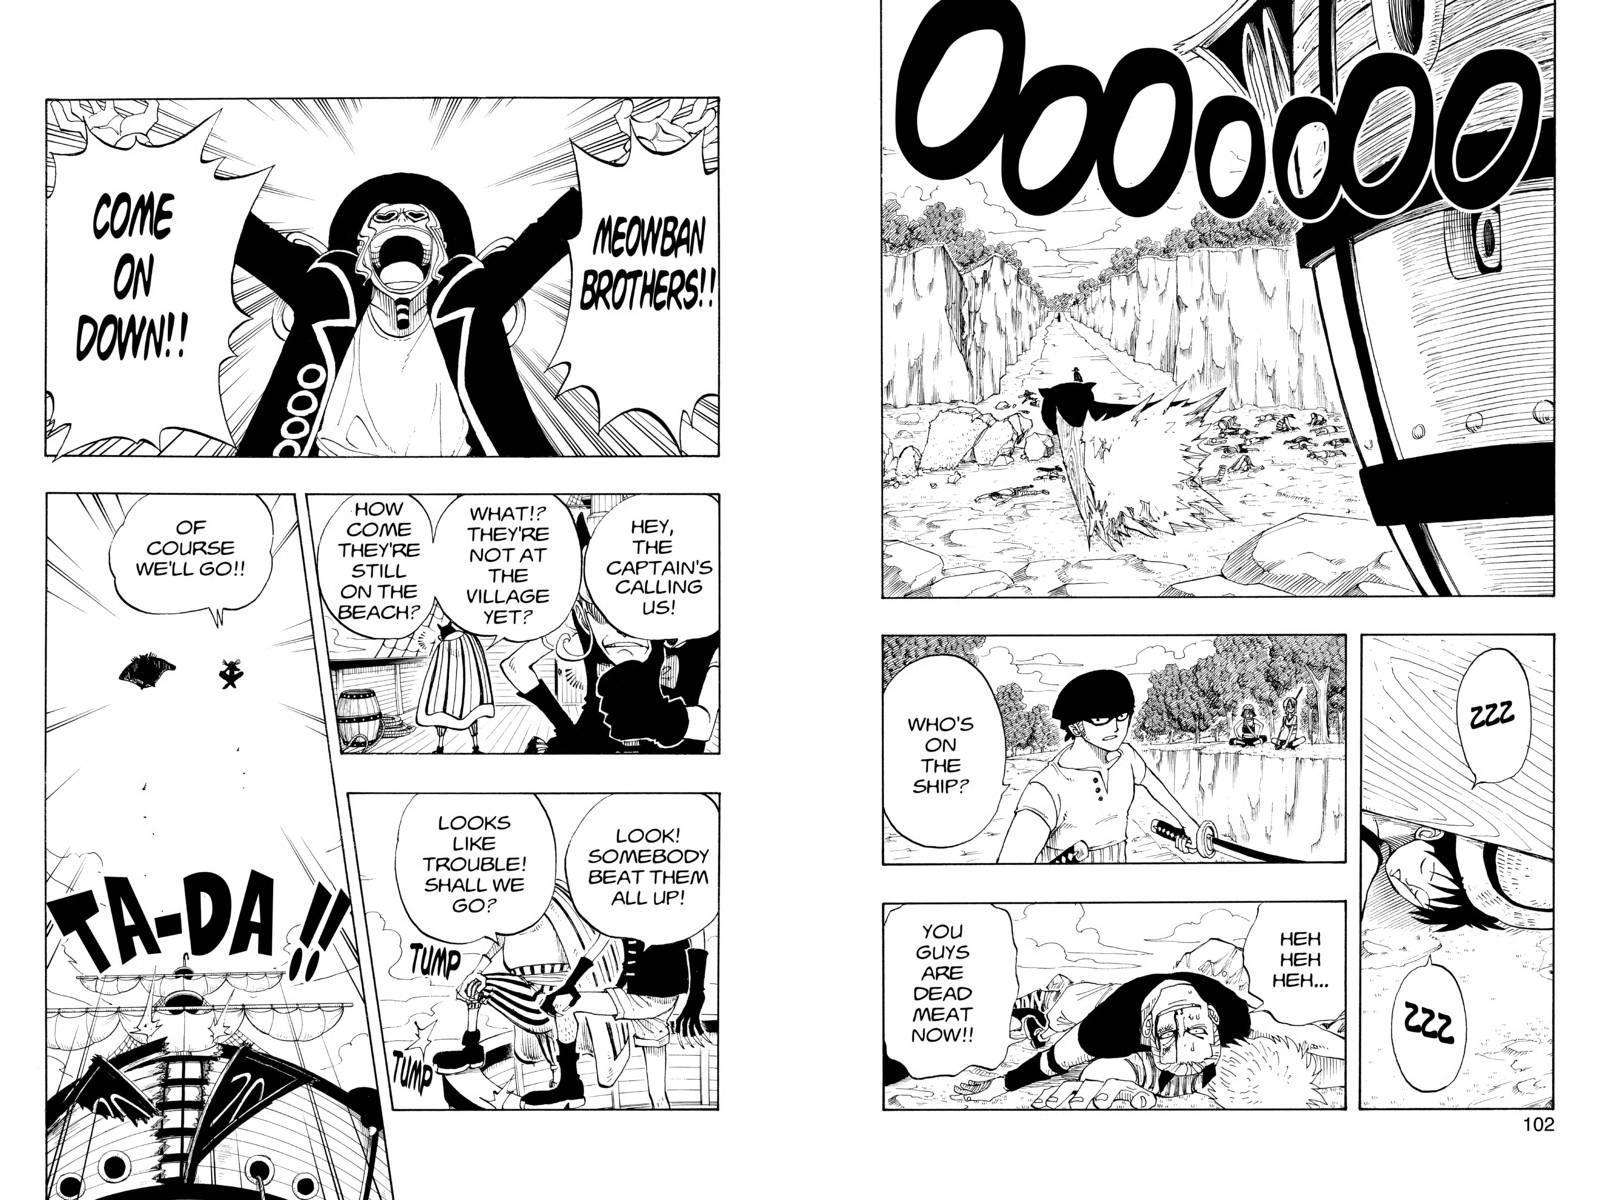 OOOOOOOO
ZZZ
ZZZ
WHO'S
ON
THE
SHIP?
HEH
HEH
HEH...
YOU
GUYS
ARE
DEAD
MEAT
NOW!!
102
MEOWBAN
BROTHERS!!
COME
ON
DOWN!!
HEY,
THE
CAPTAIN'S
CALLING
US!
WHAT!?
THEY'RE
NOT AT
THE
VILLAGE
YET?
HOW
COME
THEY'RE
STILL
ON THE
BEACH?
LOOK!
SOMEBODY
BEAT THEM
ALL UP!
LOOKS
LIKE
TROUBLE!
SHALL WE
GO?
TUMP
TUMP
OF
COURSE
WE'LL GO!!
TA-DA!!